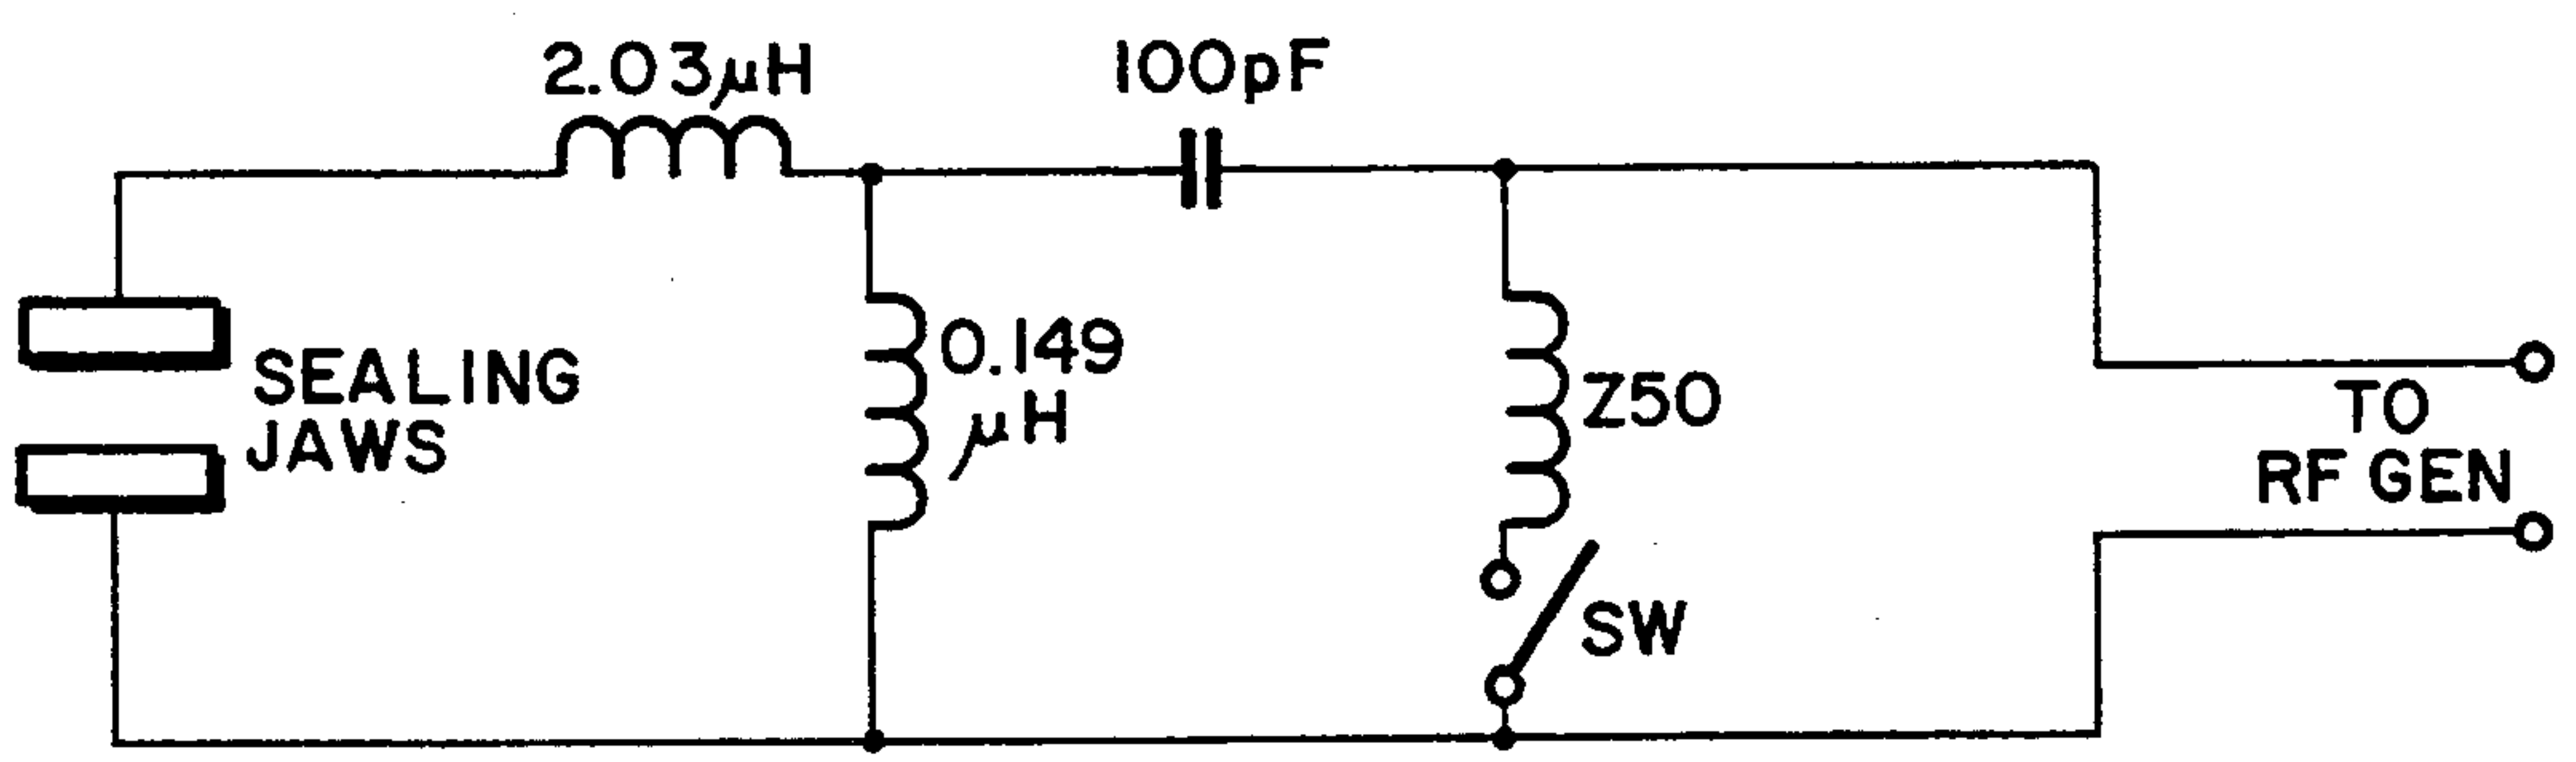 2.03μH
100pF
SEALING
JAWS
0.149
μH
Z50
SW
TO
RF GEN